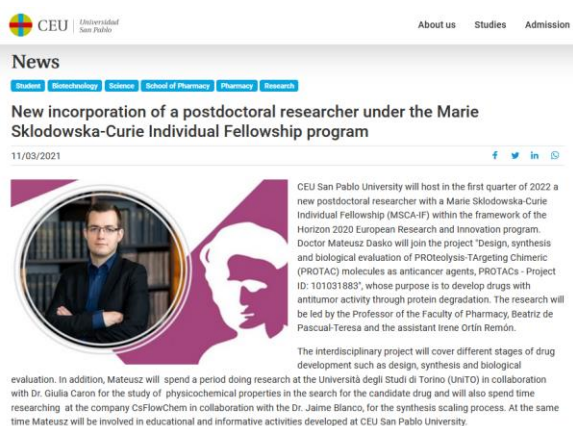 CEU Universidad San Pablo
About us Studies Admission
News
Student Biotechnology Science School of Pharmacy Pharmacy Research
New incorporation of a postdoctoral researcher under the Marie
Sklodowska-Curie Individual Fellowship program
11/03/2021
CEU San Pablo University will host in the first quarter of 2022 a
new postdoctoral researcher with a Marie Sklodowska-Curie
Individual Fellowship (MSCA-IF) within the framework of the
Horizon 2020 European Research and Innovation program.
Doctor Mateusz Dasko will join the project "Design, synthesis
and biological evaluation of PROteolysis-TArgeting Chimeric
(PROTAC) molecules as anticancer agents, PROTACs - Project
ID: 101031883", whose purpose is to develop drugs with
antitumor activity through protein degradation. The research will
be led by the Professor of the Faculty of Pharmacy, Beatriz de
Pascual-Teresa and the assistant Irene Ortín Remón.
The interdisciplinary project will cover different stages of drug
development such as design, synthesis and biological
evaluation. In addition, Mateusz will spend a period doing research at the Università degli Studi di Torino (UniTO) in collaboration
with Dr. Giulia Caron for the study of physicochemical properties in the search for the candidate drug and will also spend time
researching at the company CsFlowChem in collaboration with the Dr. Jaime Blanco, for the synthesis scaling process. At the same
time Mateusz will be involved in educational and informative activities developed at CEU San Pablo University.